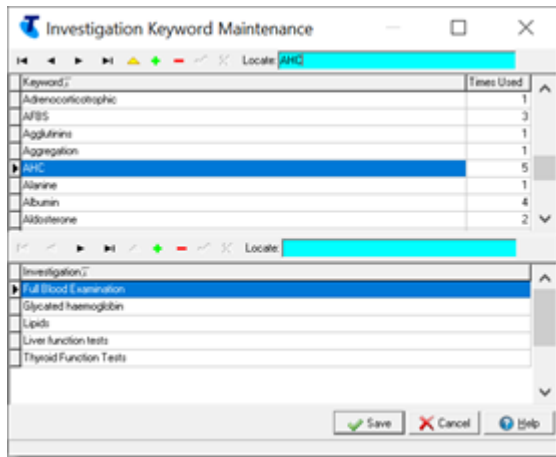 Investigation Keyword Maintenance
Locate: AHC
Keyword Times Used
Adrenocorticotrophic 1
AFBS 3
Agglutinins 1
Aggregation 1
AHC 5
Alanine 1
Albumin 4
Aldosterone 2
Locate:
Investigation
Full Blood Examination
Glycated haemoglobin
Lipids
Liver function tests
Thyroid Function Tests
Save Cancel Help